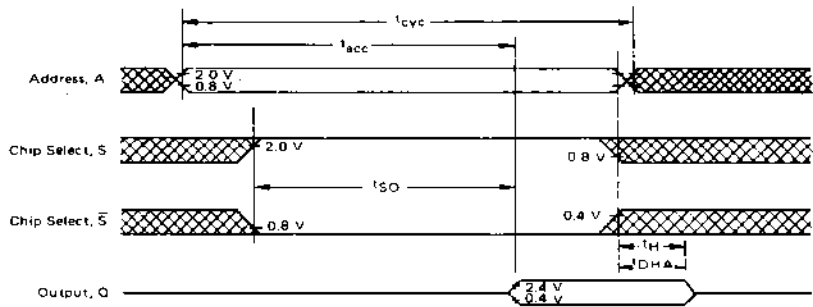 tcyc
tacc
Address, A
2.0 V
0.8 V
Chip Select, S
2.0 V
0.8 V
tSO
Chip Select, S̅
0.8 V
0.4 V
tH
tDHA
Output, Q
2.4 V
0.4 V